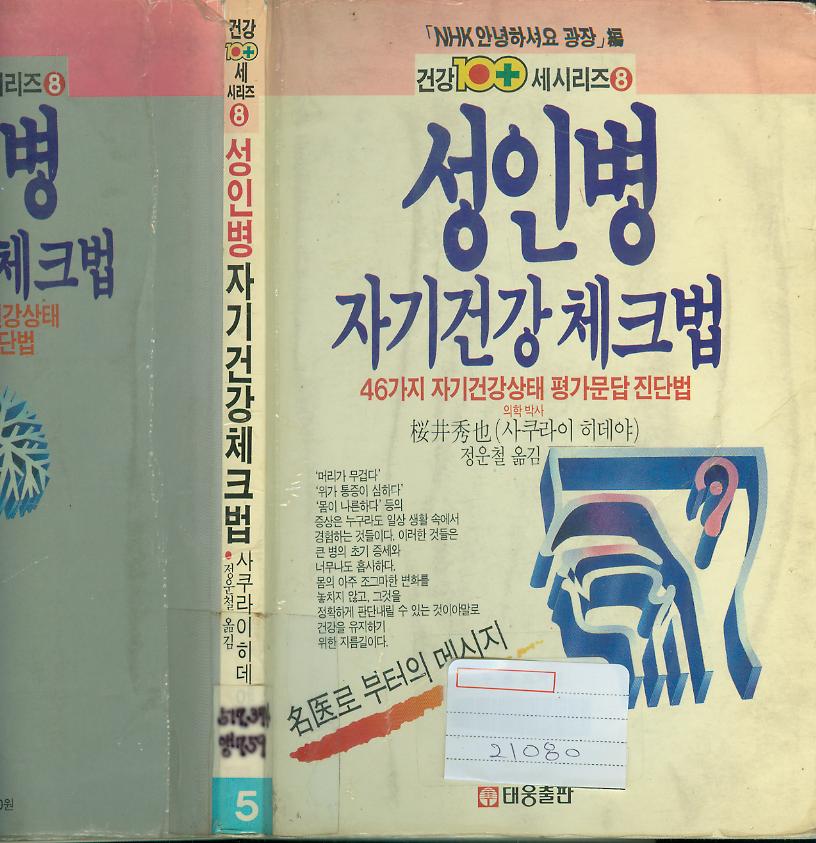 리즈 8
병
체크법
강상태
단법
0원
건강
100+
세
시리즈
8
성인병
자기건강체크법
사쿠라이히데
정운철 옮김
5
「NHK안녕하셔요 광장」編
건강100+세시리즈8
성인병
자기건강 체크법
46가지 자기건강상태 평가문답 진단법
의학 박사
桜井秀也(사쿠라이 히데야)
정운철 옮김
'머리가 무겁다'
'위가 통증이 심하다'
'몸이 나른하다' 등의
증상은 누구라도 일상 생활 속에서
경험하는 것들이다. 이러한 것들은
큰 병의 초기 증세와
너무나도 흡사하다.
몸의 아주 조그마한 변화를
놓치지 않고, 그것을
정확하게 판단내릴 수 있는 것이야말로
건강을 유지하기
위한 지름길이다.
名医로 부터의 메시지
21080
태웅출판